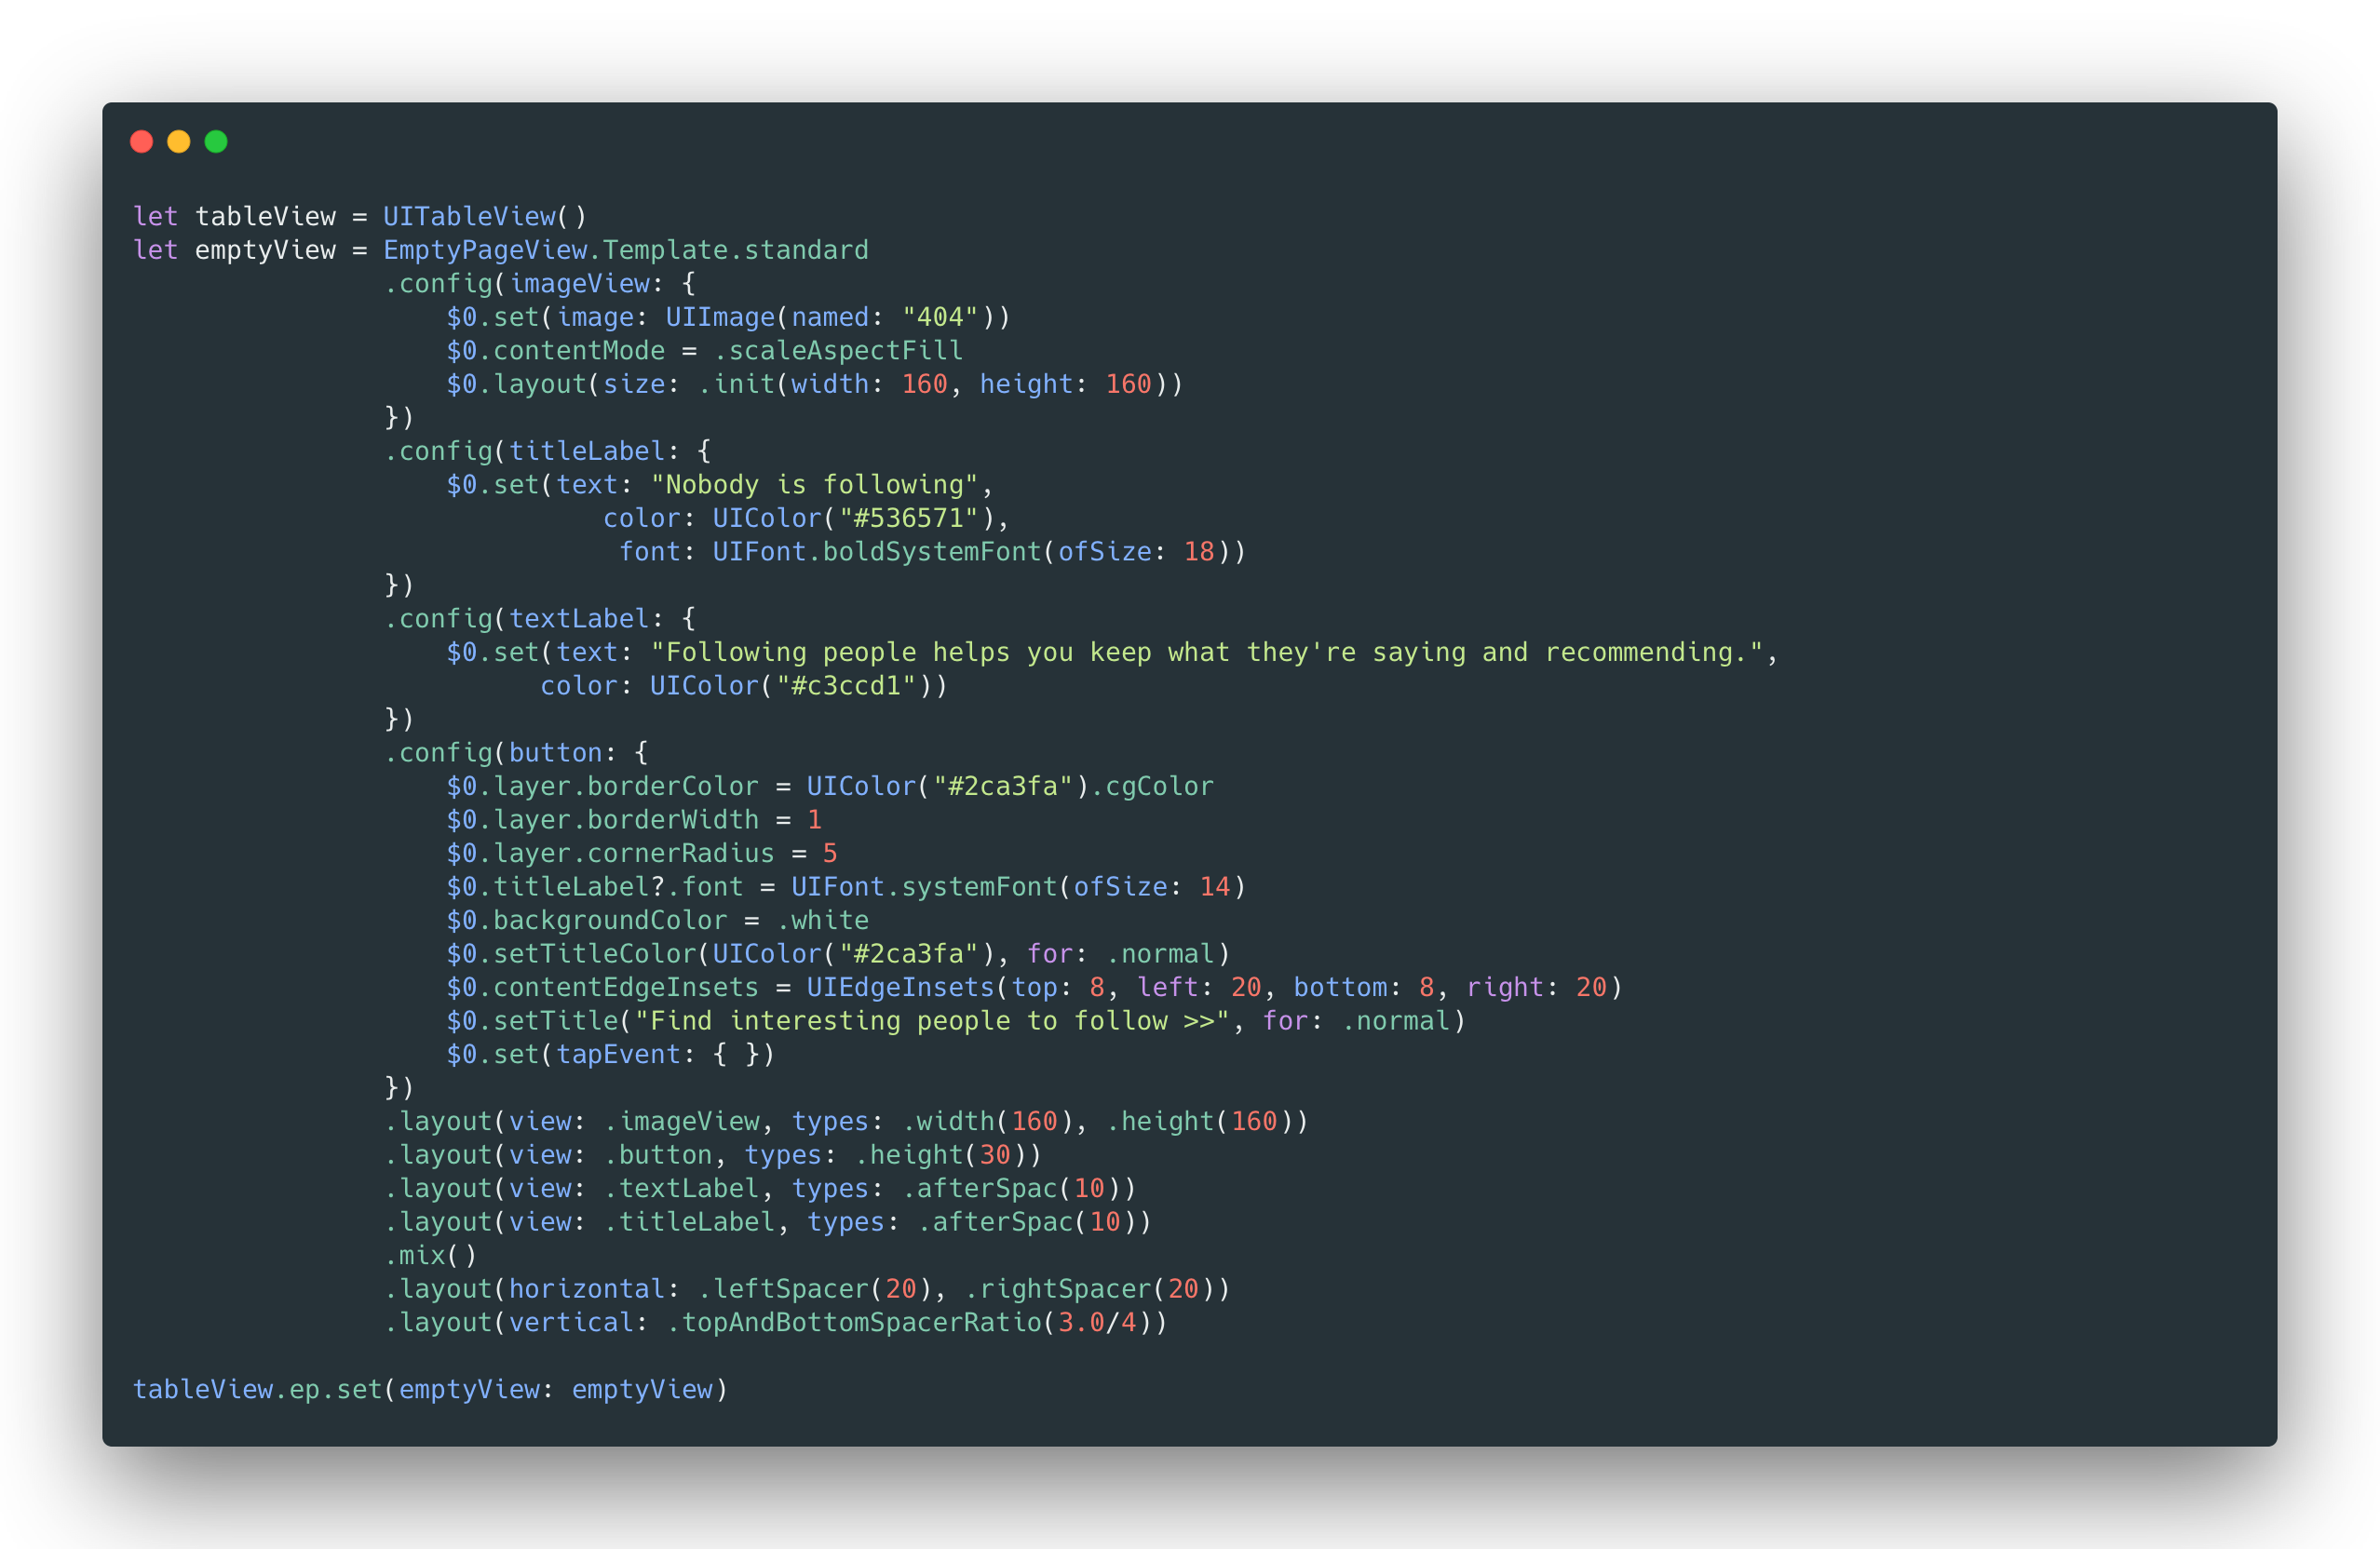 let tableView = UITableView()
let emptyView = EmptyPageView.Template.standard
                .config(imageView: {
                    $0.set(image: UIImage(named: "404"))
                    $0.contentMode = .scaleAspectFill
                    $0.layout(size: .init(width: 160, height: 160))
                })
                .config(titleLabel: {
                    $0.set(text: "Nobody is following",
                              color: UIColor("#536571"),
                               font: UIFont.boldSystemFont(ofSize: 18))
                })
                .config(textLabel: {
                    $0.set(text: "Following people helps you keep what they're saying and recommending.",
                          color: UIColor("#c3ccd1"))
                })
                .config(button: {
                    $0.layer.borderColor = UIColor("#2ca3fa").cgColor
                    $0.layer.borderWidth = 1
                    $0.layer.cornerRadius = 5
                    $0.titleLabel?.font = UIFont.systemFont(ofSize: 14)
                    $0.backgroundColor = .white
                    $0.setTitleColor(UIColor("#2ca3fa"), for: .normal)
                    $0.contentEdgeInsets = UIEdgeInsets(top: 8, left: 20, bottom: 8, right: 20)
                    $0.setTitle("Find interesting people to follow >>", for: .normal)
                    $0.set(tapEvent: { })
                })
                .layout(view: .imageView, types: .width(160), .height(160))
                .layout(view: .button, types: .height(30))
                .layout(view: .textLabel, types: .afterSpac(10))
                .layout(view: .titleLabel, types: .afterSpac(10))
                .mix()
                .layout(horizontal: .leftSpacer(20), .rightSpacer(20))
                .layout(vertical: .topAndBottomSpacerRatio(3.0/4))
tableView.ep.set(emptyView: emptyView)